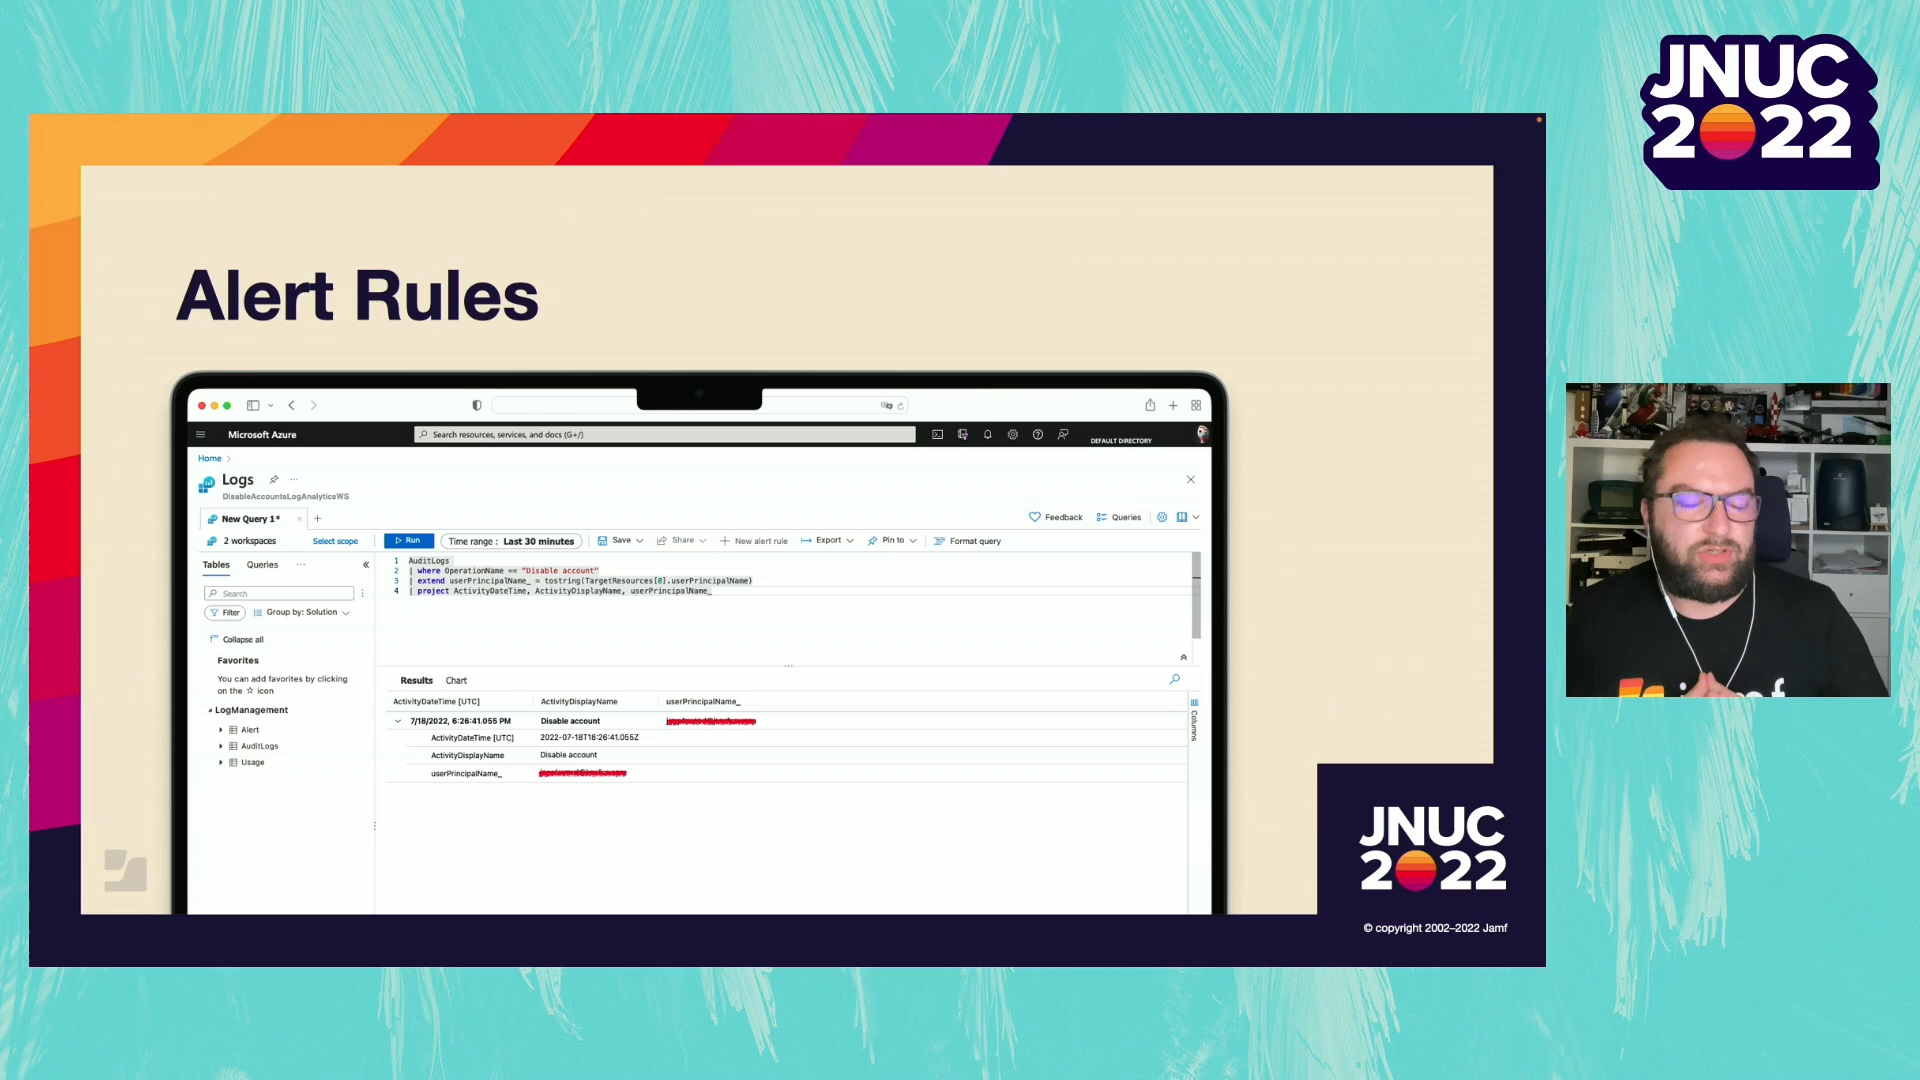 JNUC
2022
Alert Rules
Microsoft Azure
Search resources, services, and docs (G+/)
DEFAULT DIRECTORY
Home
Logs
DisableAccountsLogAnalyticsWS
New Query 1*
Feedback
Queries
2 workspaces
Select scope
Run
Time range : Last 30 minutes
Save
Share
New alert rule
Export
Pin to
Format query
Tables
Queries
1 AuditLogs
2 | where OperationName == "Disable account"
3 | extend userPrincipalName_ = tostring(TargetResources[0].userPrincipalName)
4 | project ActivityDateTime, ActivityDisplayName, userPrincipalName_
Search
Filter
Group by: Solution
Collapse all
Favorites
You can add favorites by clicking
on the ☆ icon
LogManagement
Alert
AuditLogs
Usage
Results
Chart
ActivityDateTime [UTC]
ActivityDisplayName
userPrincipalName_
7/18/2022, 6:26:41.055 PM
Disable account
ActivityDateTime [UTC]
2022-07-18T18:26:41.055Z
ActivityDisplayName
Disable account
userPrincipalName_
Columns
JNUC
2022
© copyright 2002–2022 Jamf